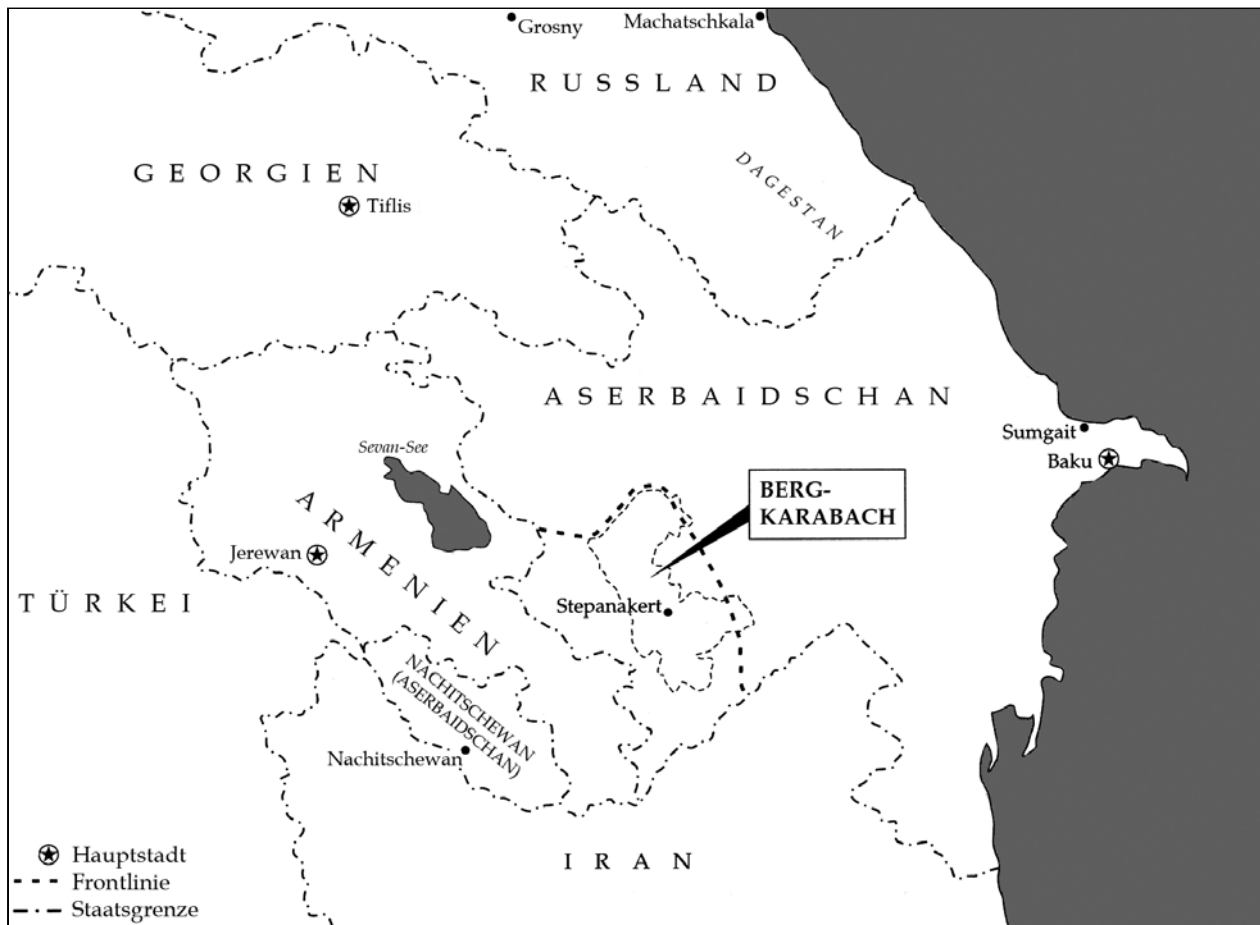 Grosny
Machatschkala
RUSSLAND
GEORGIEN
DAGESTAN
Tiflis
ASERBAIDSCHAN
Sumgait
Baku
Sevan-See
BERG-
KARABACH
ARMENIEN
Jerewan
TÜRKEI
Stepanakert
NACHITSCHEWAN
(ASERBAIDSCHAN)
Nachitschewan
IRAN
Hauptstadt
Frontlinie
Staatsgrenze